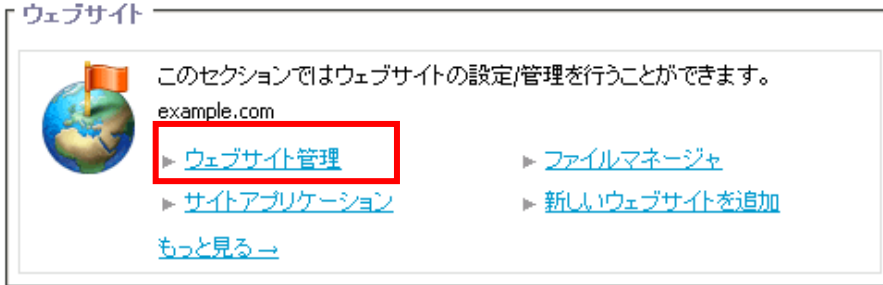 ウェブサイト
このセクションではウェブサイトの設定/管理を行うことができます。
example.com
ウェブサイト管理
ファイルマネージャ
サイトアプリケーション
新しいウェブサイトを追加
もっと見る →